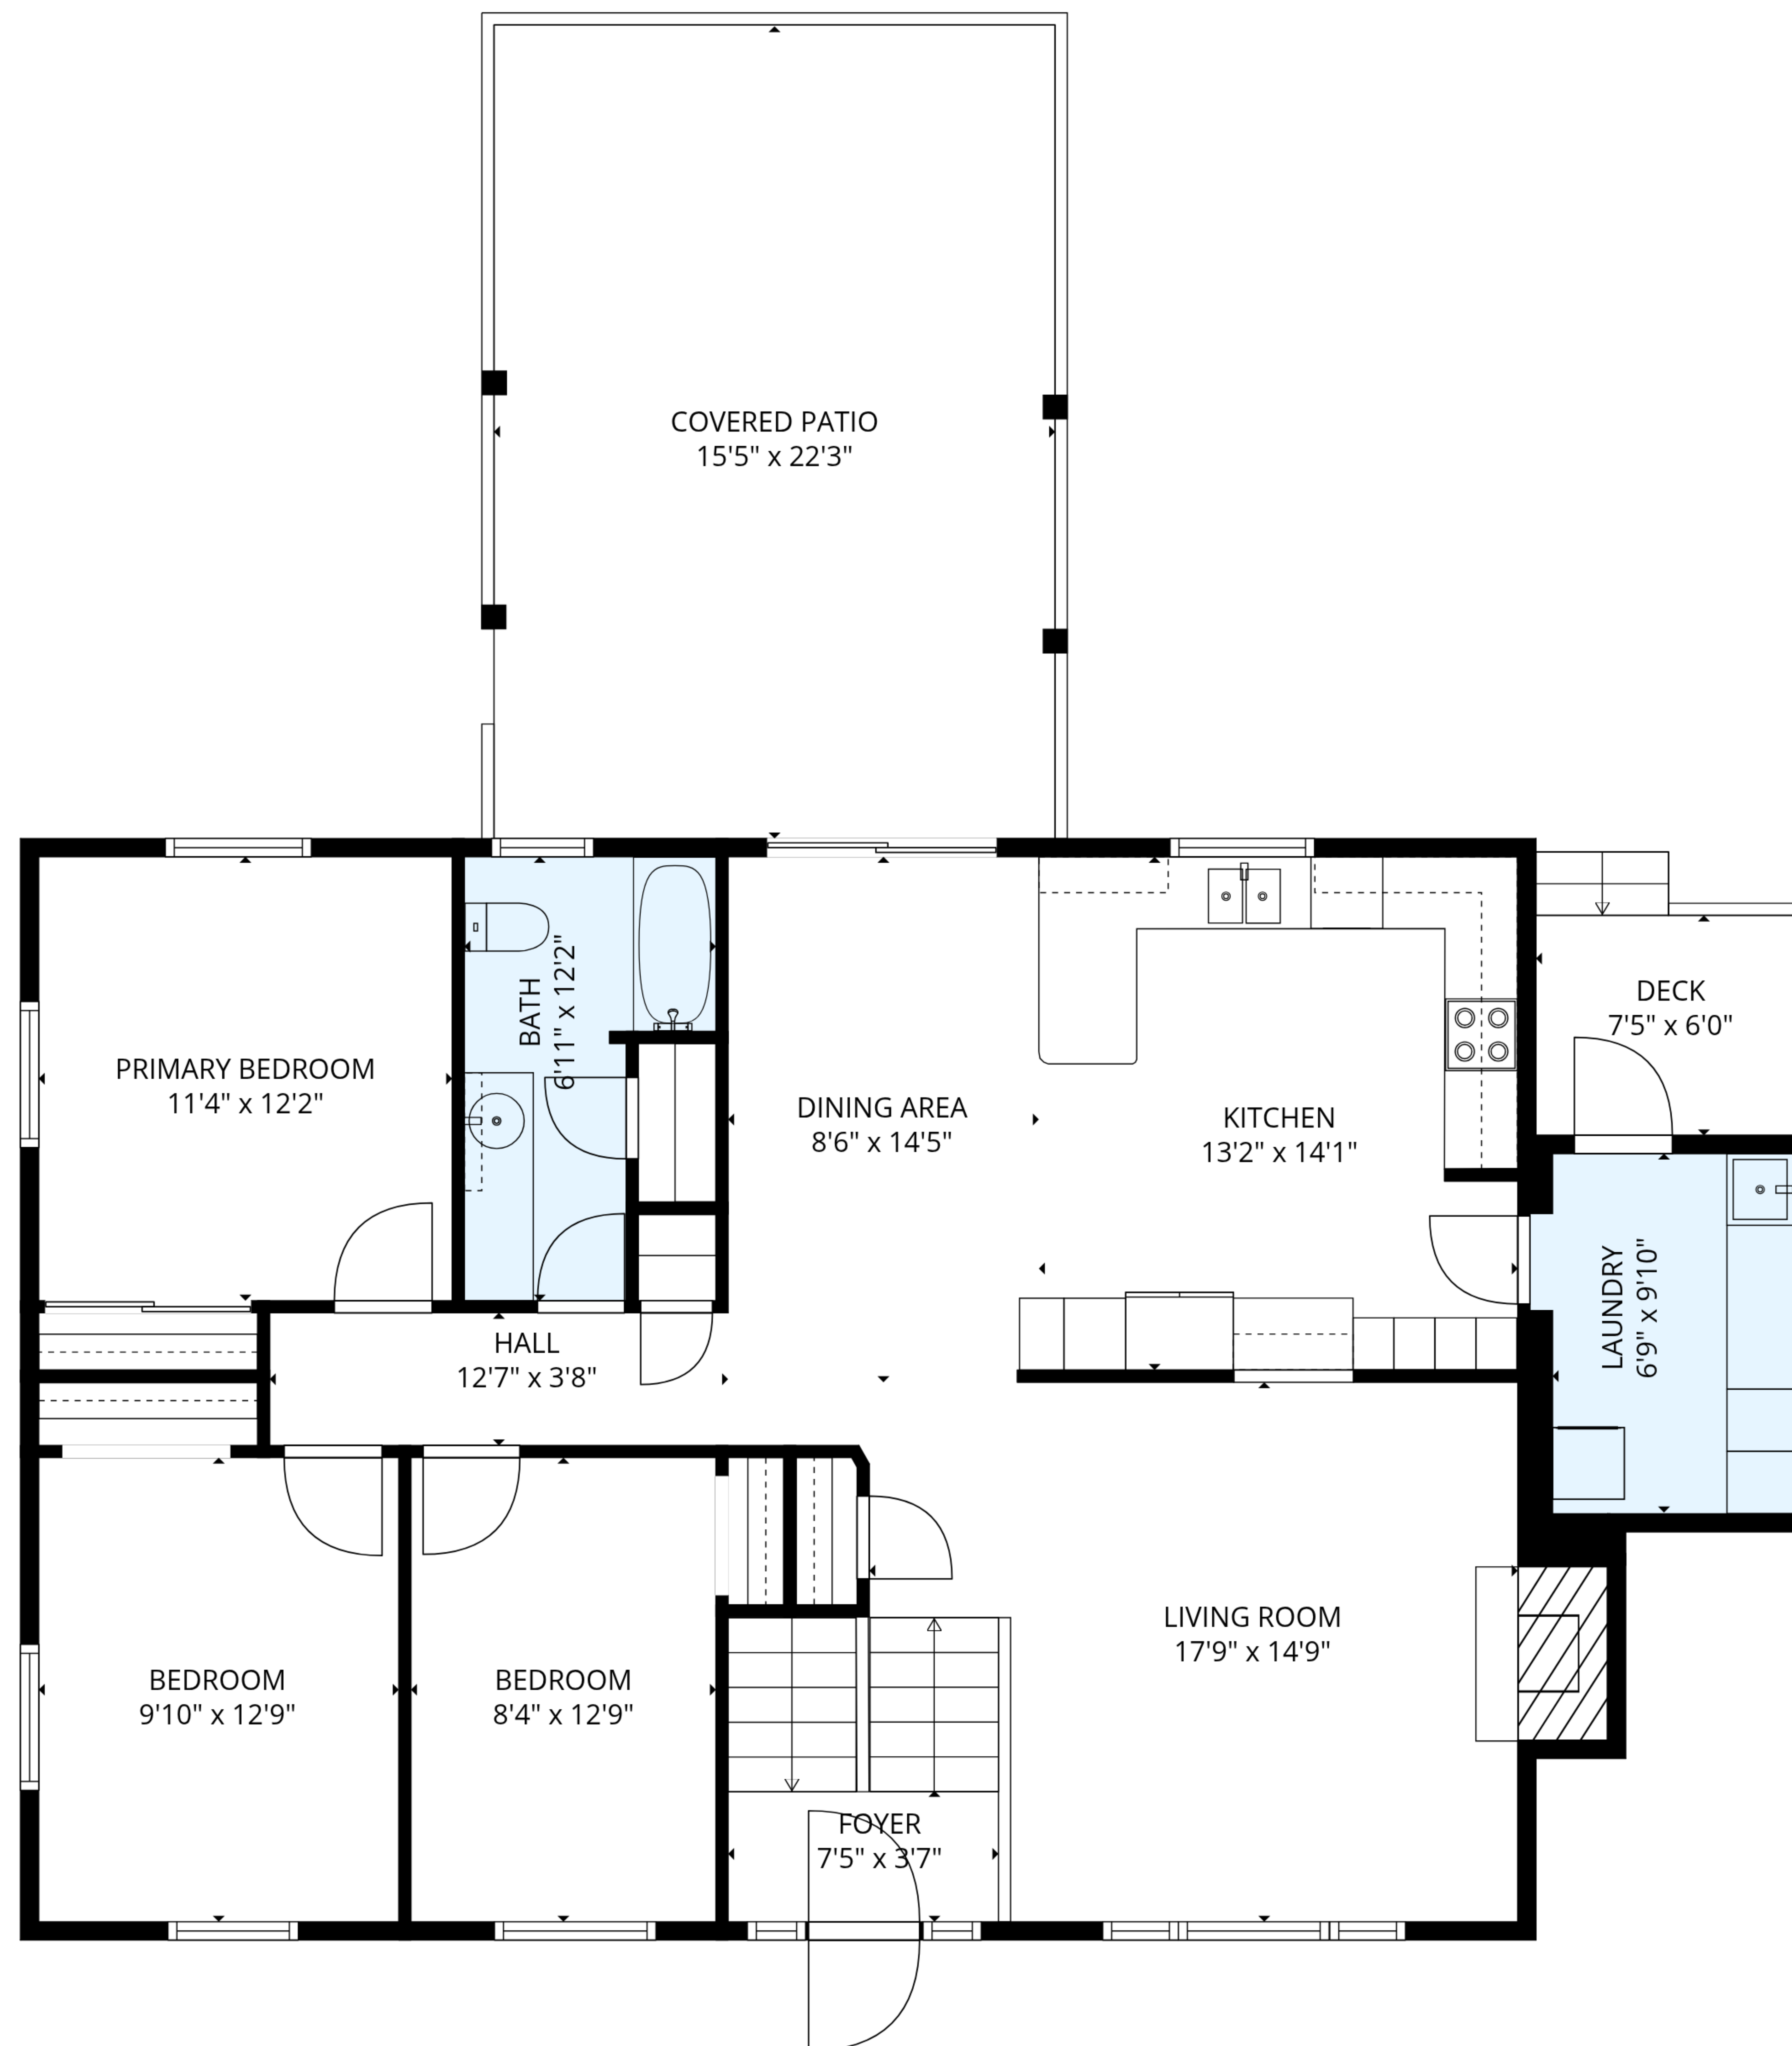 COVERED PATIO
15'5" x 22'3"
DECK
7'5" x 6'0"
BATH
6'11" x 12'2"
PRIMARY BEDROOM
11'4" x 12'2"
DINING AREA
8'6" x 14'5"
KITCHEN
13'2" x 14'1"
LAUNDRY
6'9" x 9'10"
HALL
12'7" x 3'8"
LIVING ROOM
17'9" x 14'9"
BEDROOM
9'10" x 12'9"
BEDROOM
8'4" x 12'9"
FOYER
7'5" x 3'7"